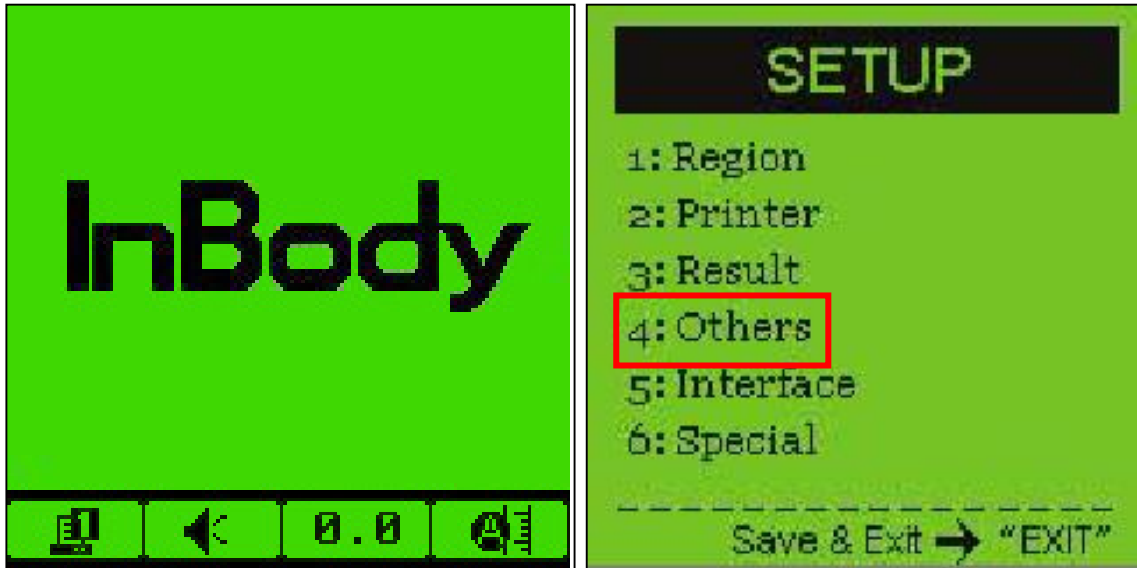 InBody
0.0
SETUP
1: Region
2: Printer
3: Result
4: Others
5: Interface
6: Special
Save & Exit → “EXIT”